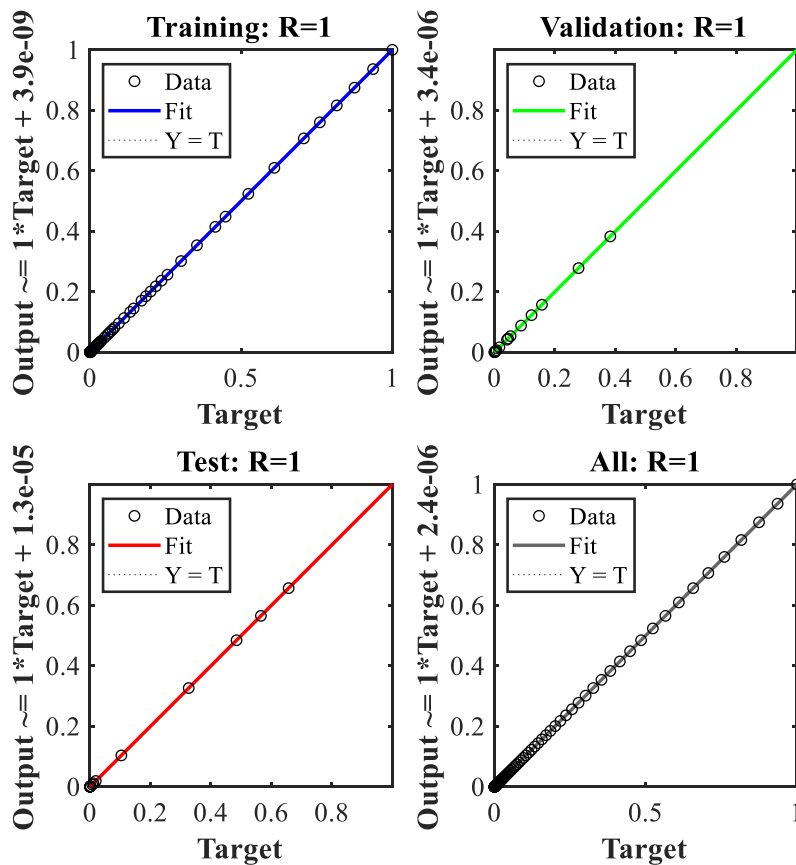 Training: R=1
Output ~= 1*Target + 3.9e-09
1
0.8
0.6
0.4
0.2
0
Data
Fit
Y = T
0
0.5
1
Target
Validation: R=1
Output ~= 1*Target + 3.4e-06
1
0.8
0.6
0.4
0.2
0
Data
Fit
Y = T
0
0.2
0.4
0.6
0.8
Target
Test: R=1
Output ~= 1*Target + 1.3e-05
0.8
0.6
0.4
0.2
0
Data
Fit
Y = T
0
0.2
0.4
0.6
0.8
Target
All: R=1
Output ~= 1*Target + 2.4e-06
1
0.8
0.6
0.4
0.2
0
Data
Fit
Y = T
0
0.5
1
Target